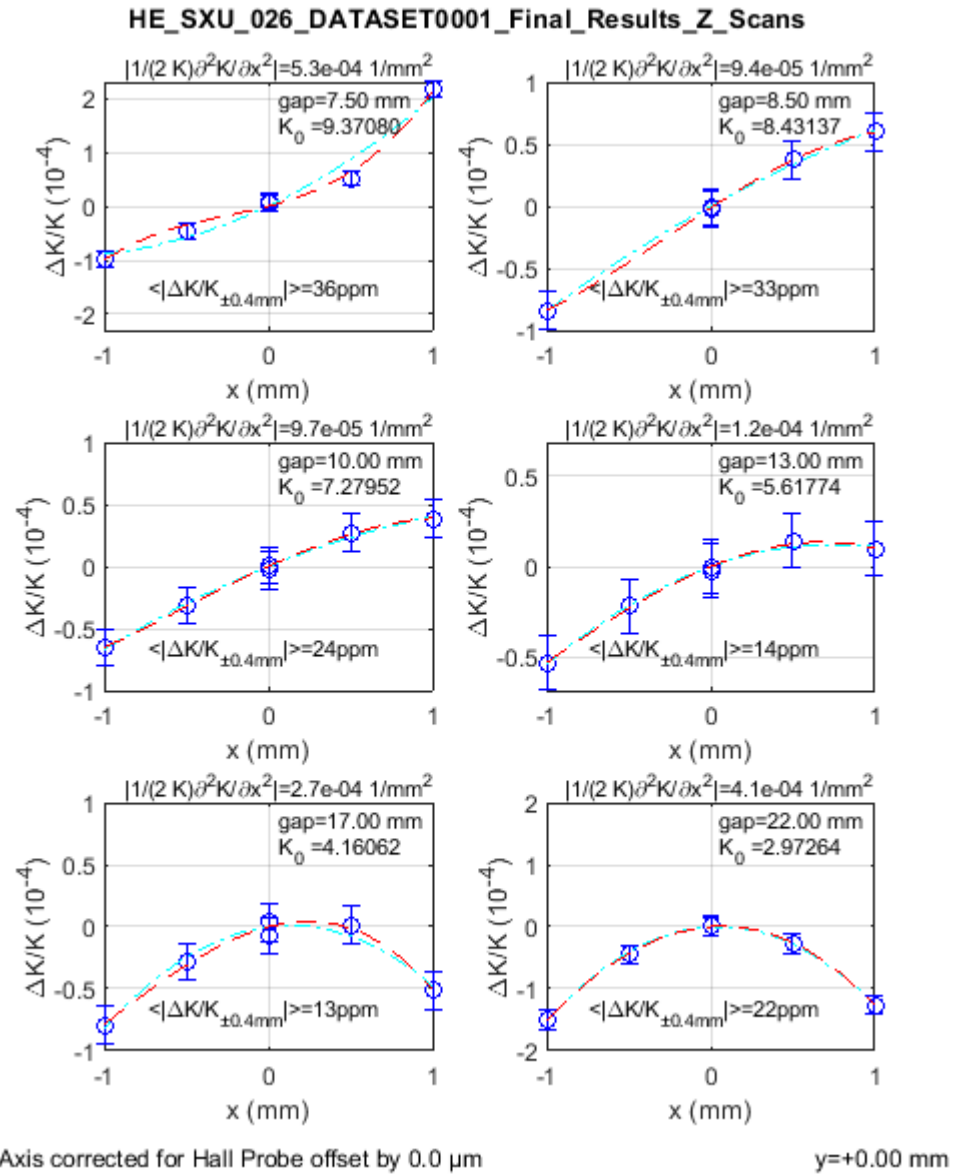 HE_SXU_026_DATASET0001_Final_Results_Z_Scans
|1/(2 K)∂²K/∂x²|=5.3e-04 1/mm²
gap=7.50 mm
K₀ =9.37080
<|ΔK/K±0.4mm|>=36ppm
ΔK/K (10⁻⁴)
2
1
0
-1
-2
-1 0 1
x (mm)
|1/(2 K)∂²K/∂x²|=9.4e-05 1/mm²
gap=8.50 mm
K₀ =8.43137
<|ΔK/K±0.4mm|>=33ppm
ΔK/K (10⁻⁴)
1
0.5
0
-0.5
-1
-1 0 1
x (mm)
|1/(2 K)∂²K/∂x²|=9.7e-05 1/mm²
gap=10.00 mm
K₀ =7.27952
<|ΔK/K±0.4mm|>=24ppm
ΔK/K (10⁻⁴)
1
0.5
0
-0.5
-1
-1 0 1
x (mm)
|1/(2 K)∂²K/∂x²|=1.2e-04 1/mm²
gap=13.00 mm
K₀ =5.61774
<|ΔK/K±0.4mm|>=14ppm
ΔK/K (10⁻⁴)
0.5
0
-0.5
-1 0 1
x (mm)
|1/(2 K)∂²K/∂x²|=2.7e-04 1/mm²
gap=17.00 mm
K₀ =4.16062
<|ΔK/K±0.4mm|>=13ppm
ΔK/K (10⁻⁴)
1
0.5
0
-0.5
-1
-1 0 1
x (mm)
|1/(2 K)∂²K/∂x²|=4.1e-04 1/mm²
gap=22.00 mm
K₀ =2.97264
<|ΔK/K±0.4mm|>=22ppm
ΔK/K (10⁻⁴)
2
1
0
-1
-2
-1 0 1
x (mm)
Axis corrected for Hall Probe offset by 0.0 μm
y=+0.00 mm